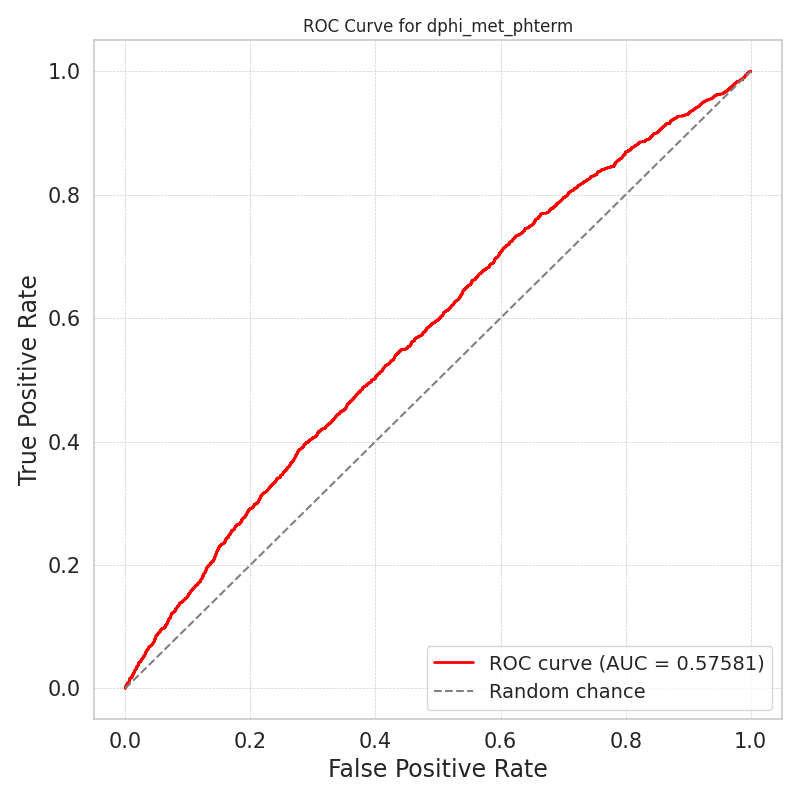 ROC Curve for dphi_met_phterm
1.0
0.8
0.6
0.4
0.2
0.0
True Positive Rate
ROC curve (AUC = 0.57581)
Random chance
0.0 0.2 0.4 0.6 0.8 1.0
False Positive Rate